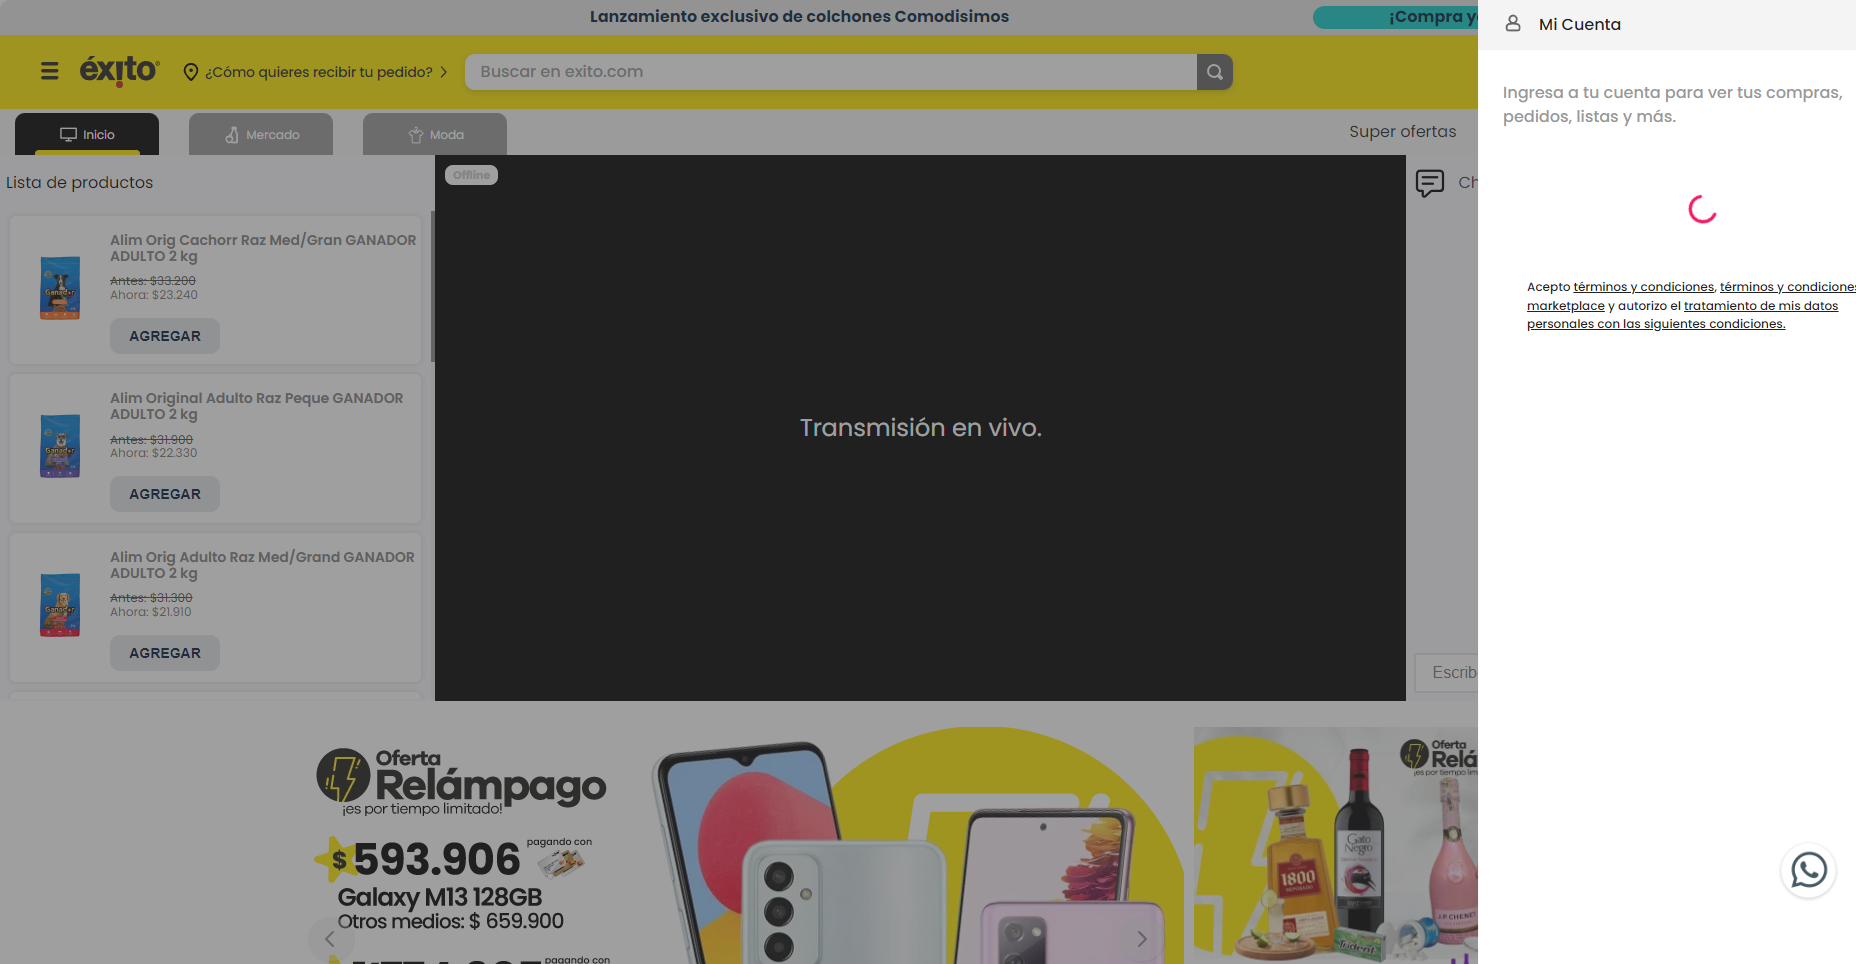 Lanzamiento exclusivo de colchones Comodisimos
¡Compra
Mi Cuenta
éxito
¿Cómo quieres recibir tu pedido?
Buscar en exito.com
Inicio
Mercado
Moda
Super ofertas
Ingresa a tu cuenta para ver tus compras,
pedidos, listas y más.
Acepto términos y condiciones, términos y condiciones
marketplace y autorizo el tratamiento de mis datos
personales con las siguientes condiciones.
Lista de productos
Offline
Ch
Alim Orig Cachorr Raz Med/Gran GANADOR
ADULTO 2 kg
Antes: $33.200
Ahora: $23.240
AGREGAR
Ganador
Alim Original Adulto Raz Peque GANADOR
ADULTO 2 kg
Antes: $31.900
Ahora: $22.330
AGREGAR
Ganador
Alim Orig Adulto Raz Med/Grand GANADOR
ADULTO 2 kg
Antes: $31.300
Ahora: $21.910
AGREGAR
Ganador
Transmisión en vivo.
Escrib
Oferta
Relámpago
¡es por tiempo limitado!
$593.906
pagando con
Galaxy M13 128GB
Otros medios: $ 659.900
pagando con
Oferta
Relá
¡es por tiempo lim
1800
Gato
Negro
J.P. CHENET
Trident